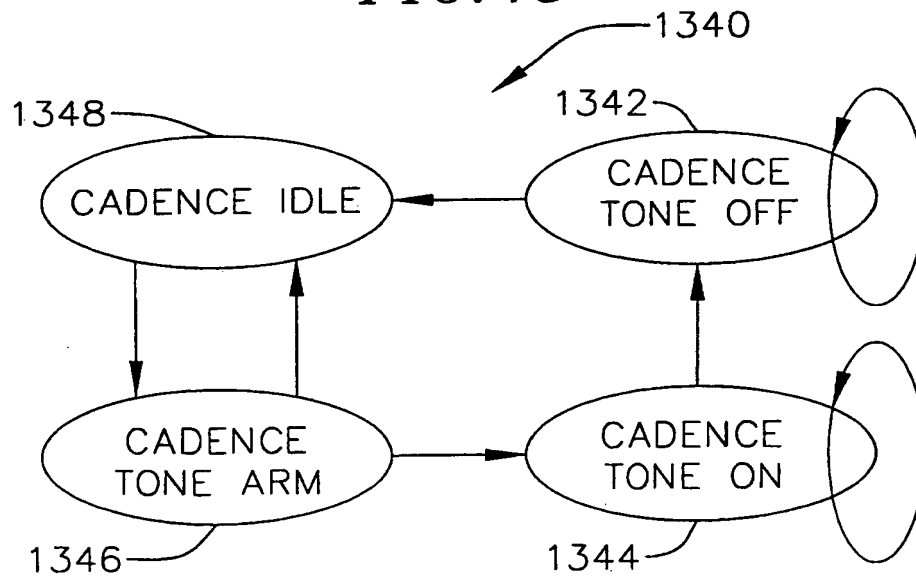 1340
1348
1342
CADENCE IDLE
CADENCE
TONE OFF
CADENCE
TONE ARM
CADENCE
TONE ON
1346
1344